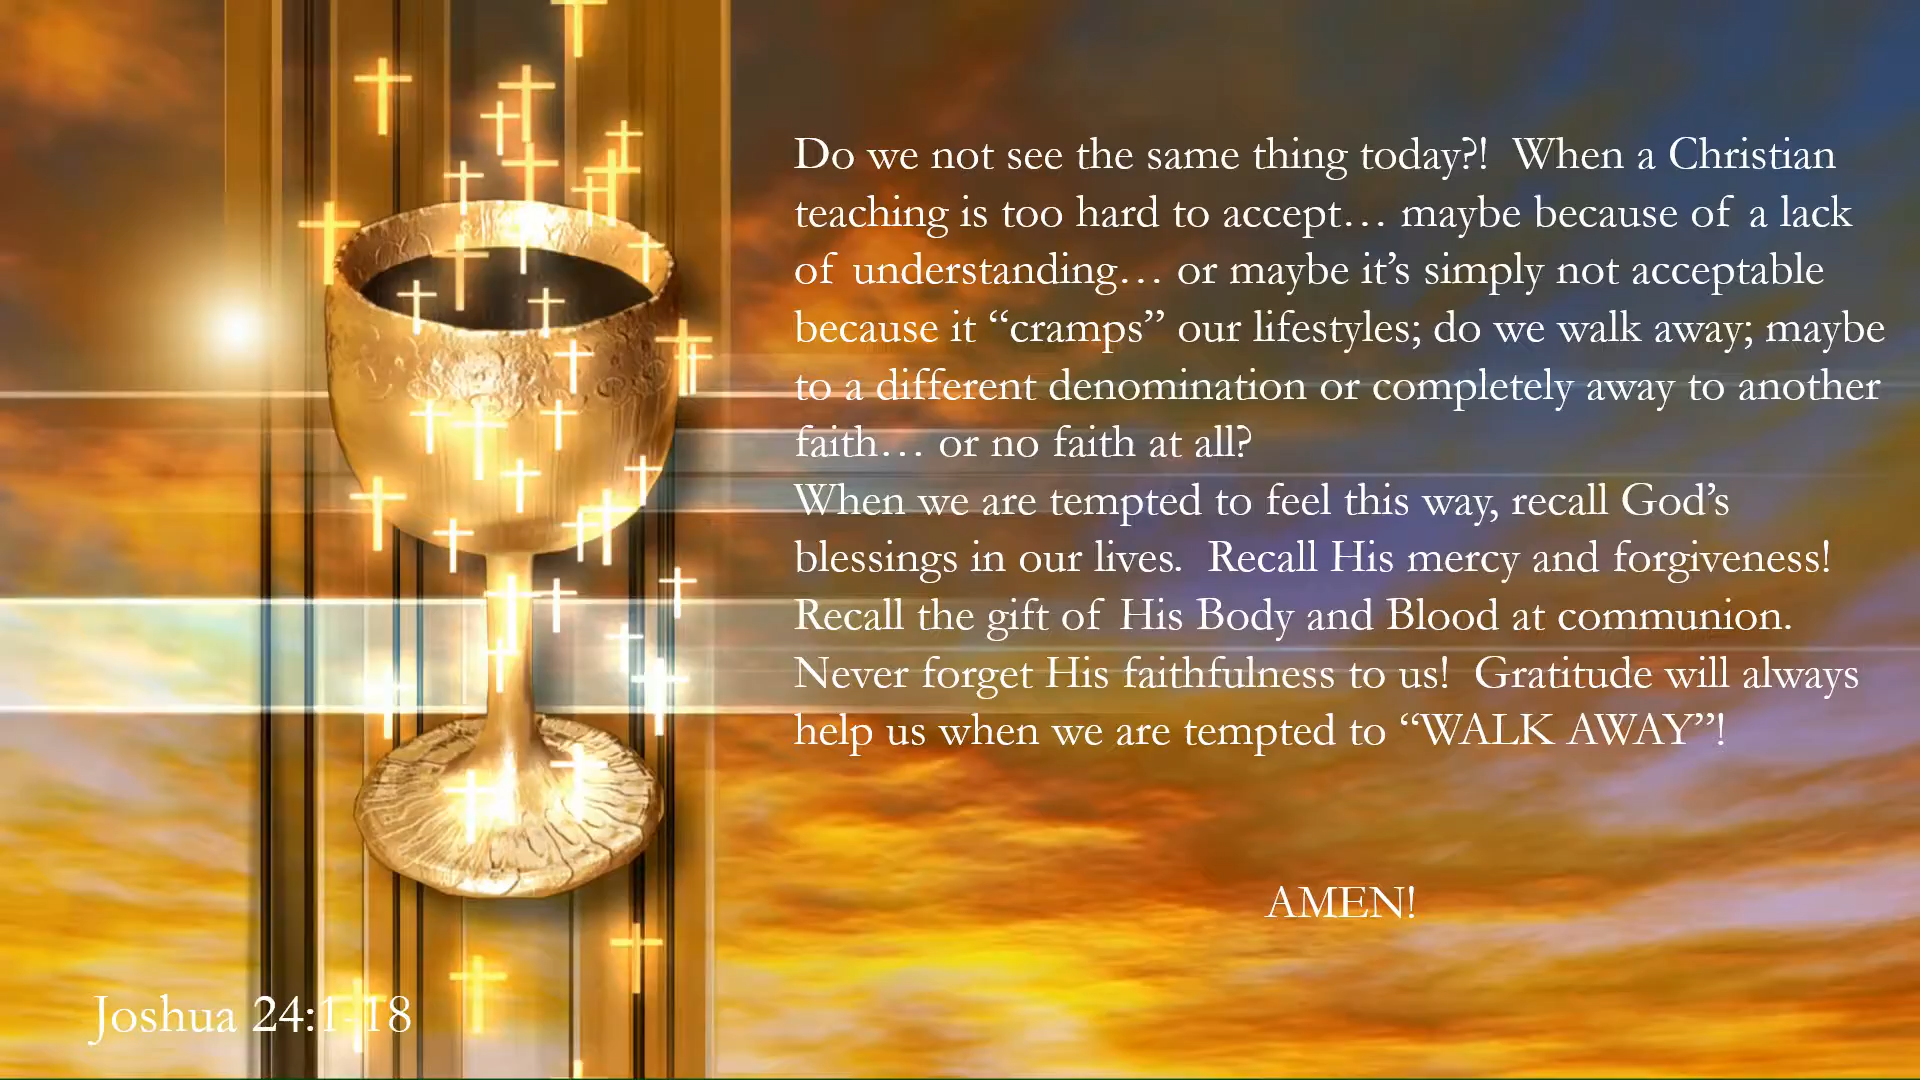 Do we not see the same thing today?!  When a Christian
teaching is too hard to accept… maybe because of a lack
of understanding… or maybe it’s simply not acceptable
because it “cramps” our lifestyles; do we walk away; maybe
to a different denomination or completely away to another
faith… or no faith at all?
When we are tempted to feel this way, recall God’s
blessings in our lives.  Recall His mercy and forgiveness!
Recall the gift of His Body and Blood at communion.
Never forget His faithfulness to us!  Gratitude will always
help us when we are tempted to “WALK AWAY”!
AMEN!
Joshua 24:1-18